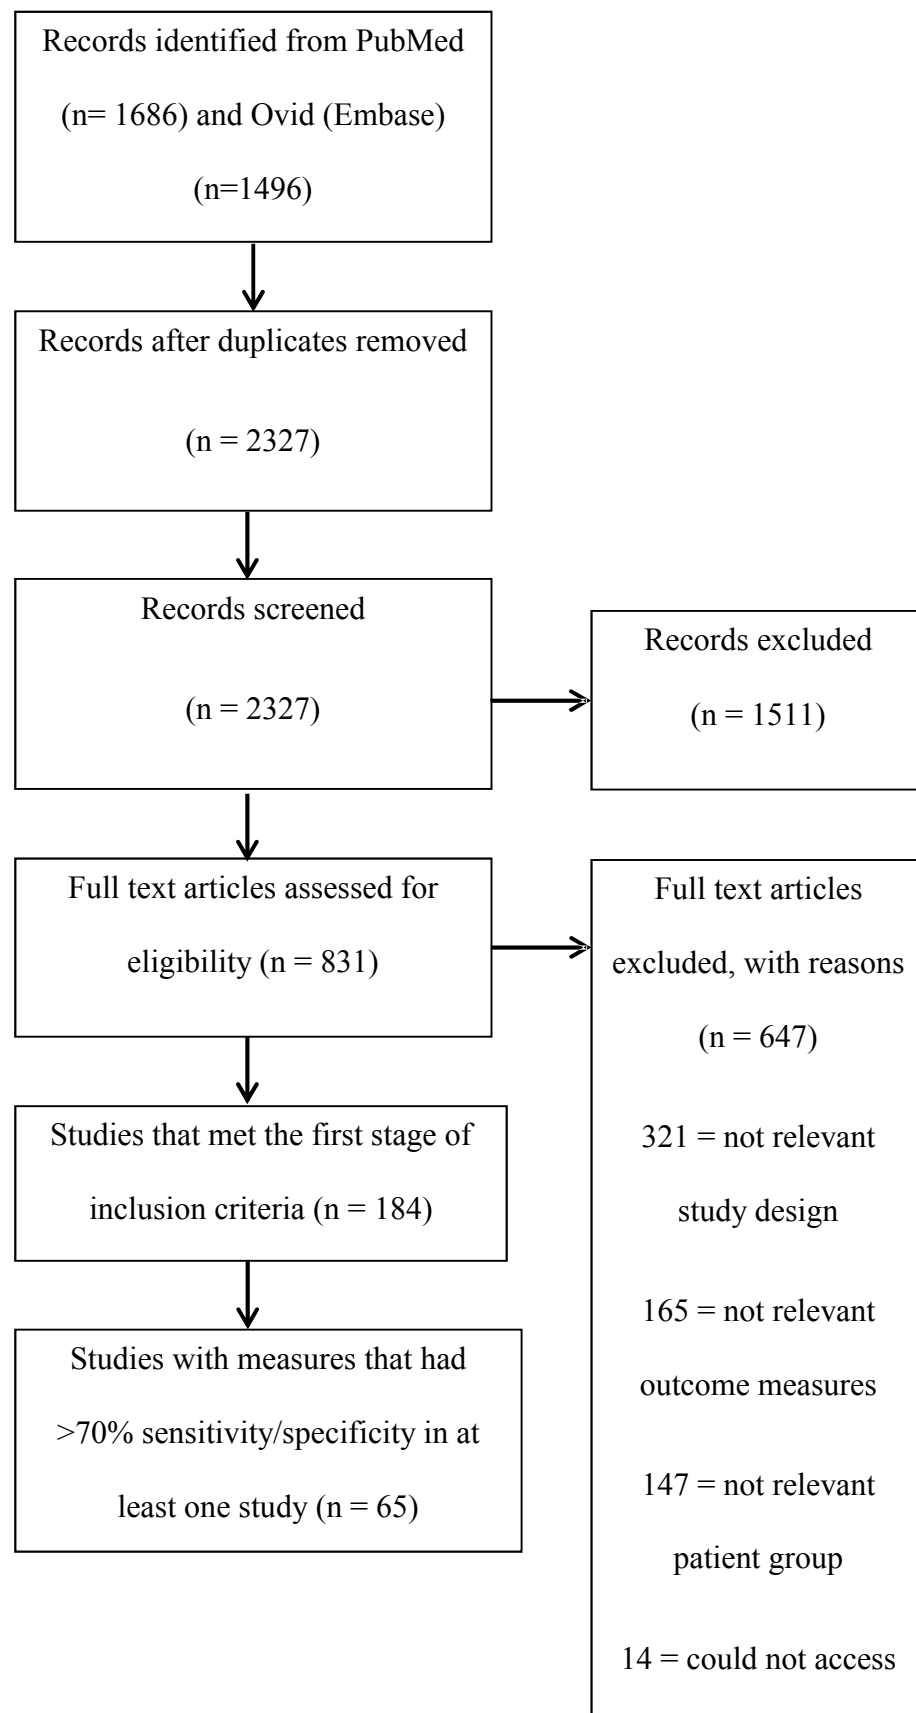 Records identified from PubMed
(n= 1686) and Ovid (Embase)
(n=1496)
Records after duplicates removed
(n = 2327)
Records screened
(n = 2327)
Records excluded
(n = 1511)
Full text articles assessed for
eligibility (n = 831)
Full text articles
excluded, with reasons
(n = 647)
321 = not relevant
study design
165 = not relevant
outcome measures
147 = not relevant
patient group
14 = could not access
Studies that met the first stage of
inclusion criteria (n = 184)
Studies with measures that had
>70% sensitivity/specificity in at
least one study (n = 65)